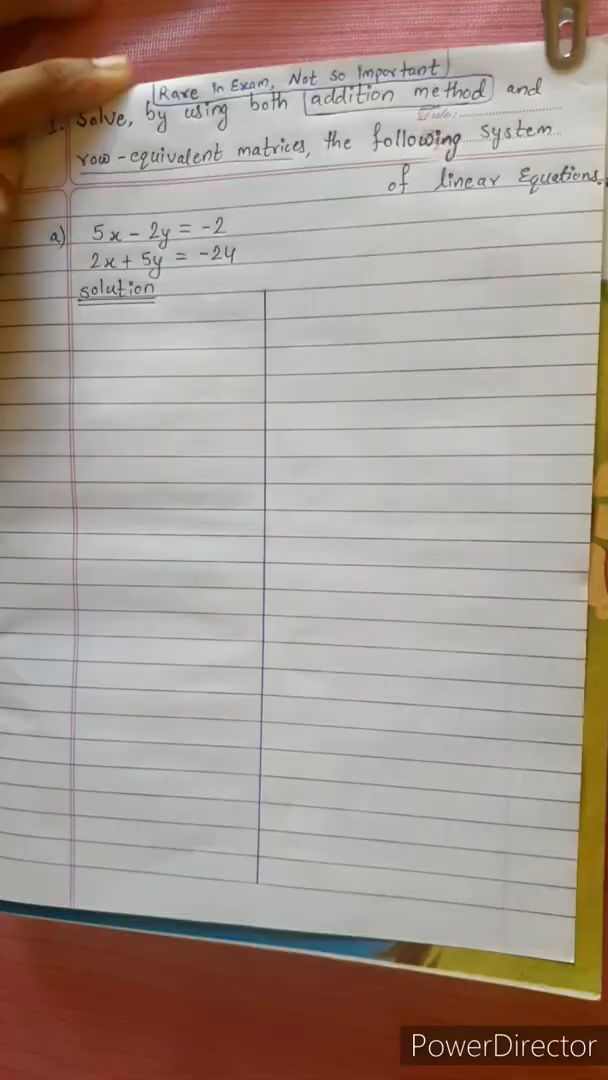 Rare in Exam, Not so important
1. Solve, by using both addition method and
Date:
row-equivalent matrices, the following system
of linear Equations.
a) 5x - 2y = -2
2x + 5y = -24
solution
PowerDirector